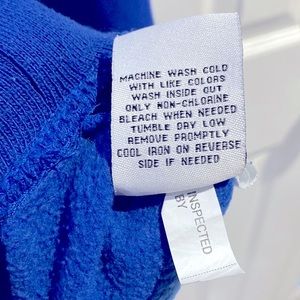 MACHINE WASH COLD
WITH LIKE COLORS
WASH INSIDE OUT
ONLY NON-CHLORINE
BLEACH WHEN NEEDED
TUMBLE DRY LOW
REMOVE PROMPTLY
COOL IRON ON REVERSE
SIDE IF NEEDED
INSPECTED
BY